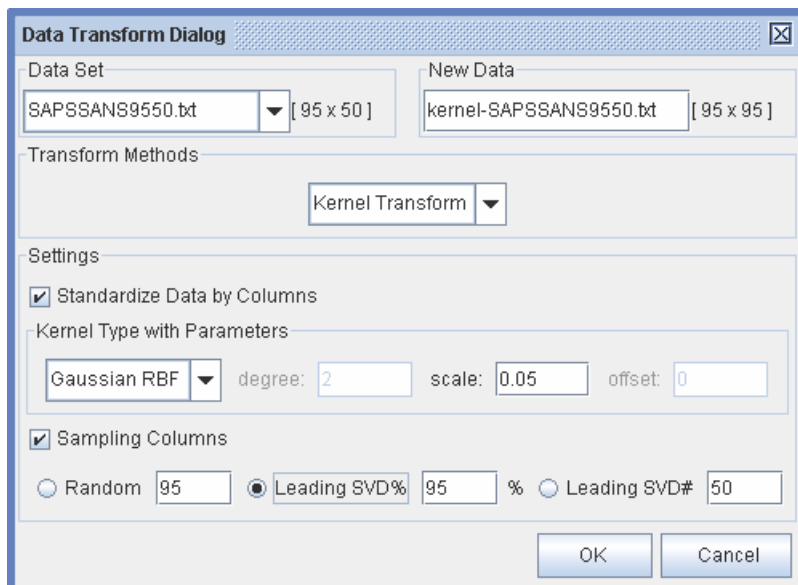 Data Transform Dialog
Data Set
New Data
SAPSSANS9550.txt [ 95 x 50 ]
kernel-SAPSSANS9550.txt [ 95 x 95 ]
Transform Methods
Kernel Transform
Settings
Standardize Data by Columns
Kernel Type with Parameters
Gaussian RBF degree: 2 scale: 0.05 offset: 0
Sampling Columns
Random 95 Leading SVD% 95 % Leading SVD# 50
OK Cancel